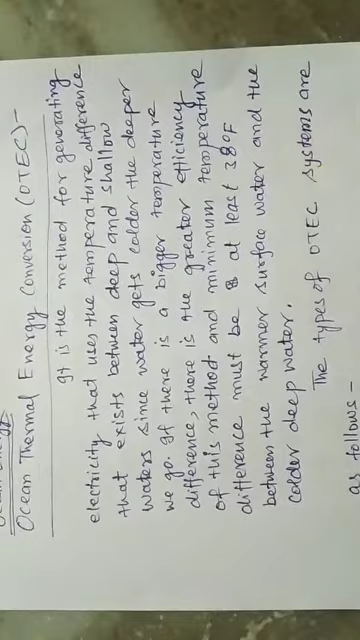 Ocean Thermal Energy Conversion (OTEC)-
It is the method for generating
electricity that uses the temperature difference
that exists between deep and shallow
waters since water gets colder the deeper
we go. If there is a bigger temperature
difference, there is the greater efficiency
of this method and minimum temperature
difference must be at least 38°F
between the warmer surface water and the
colder deep water.
The types of OTEC systems are
as follows-